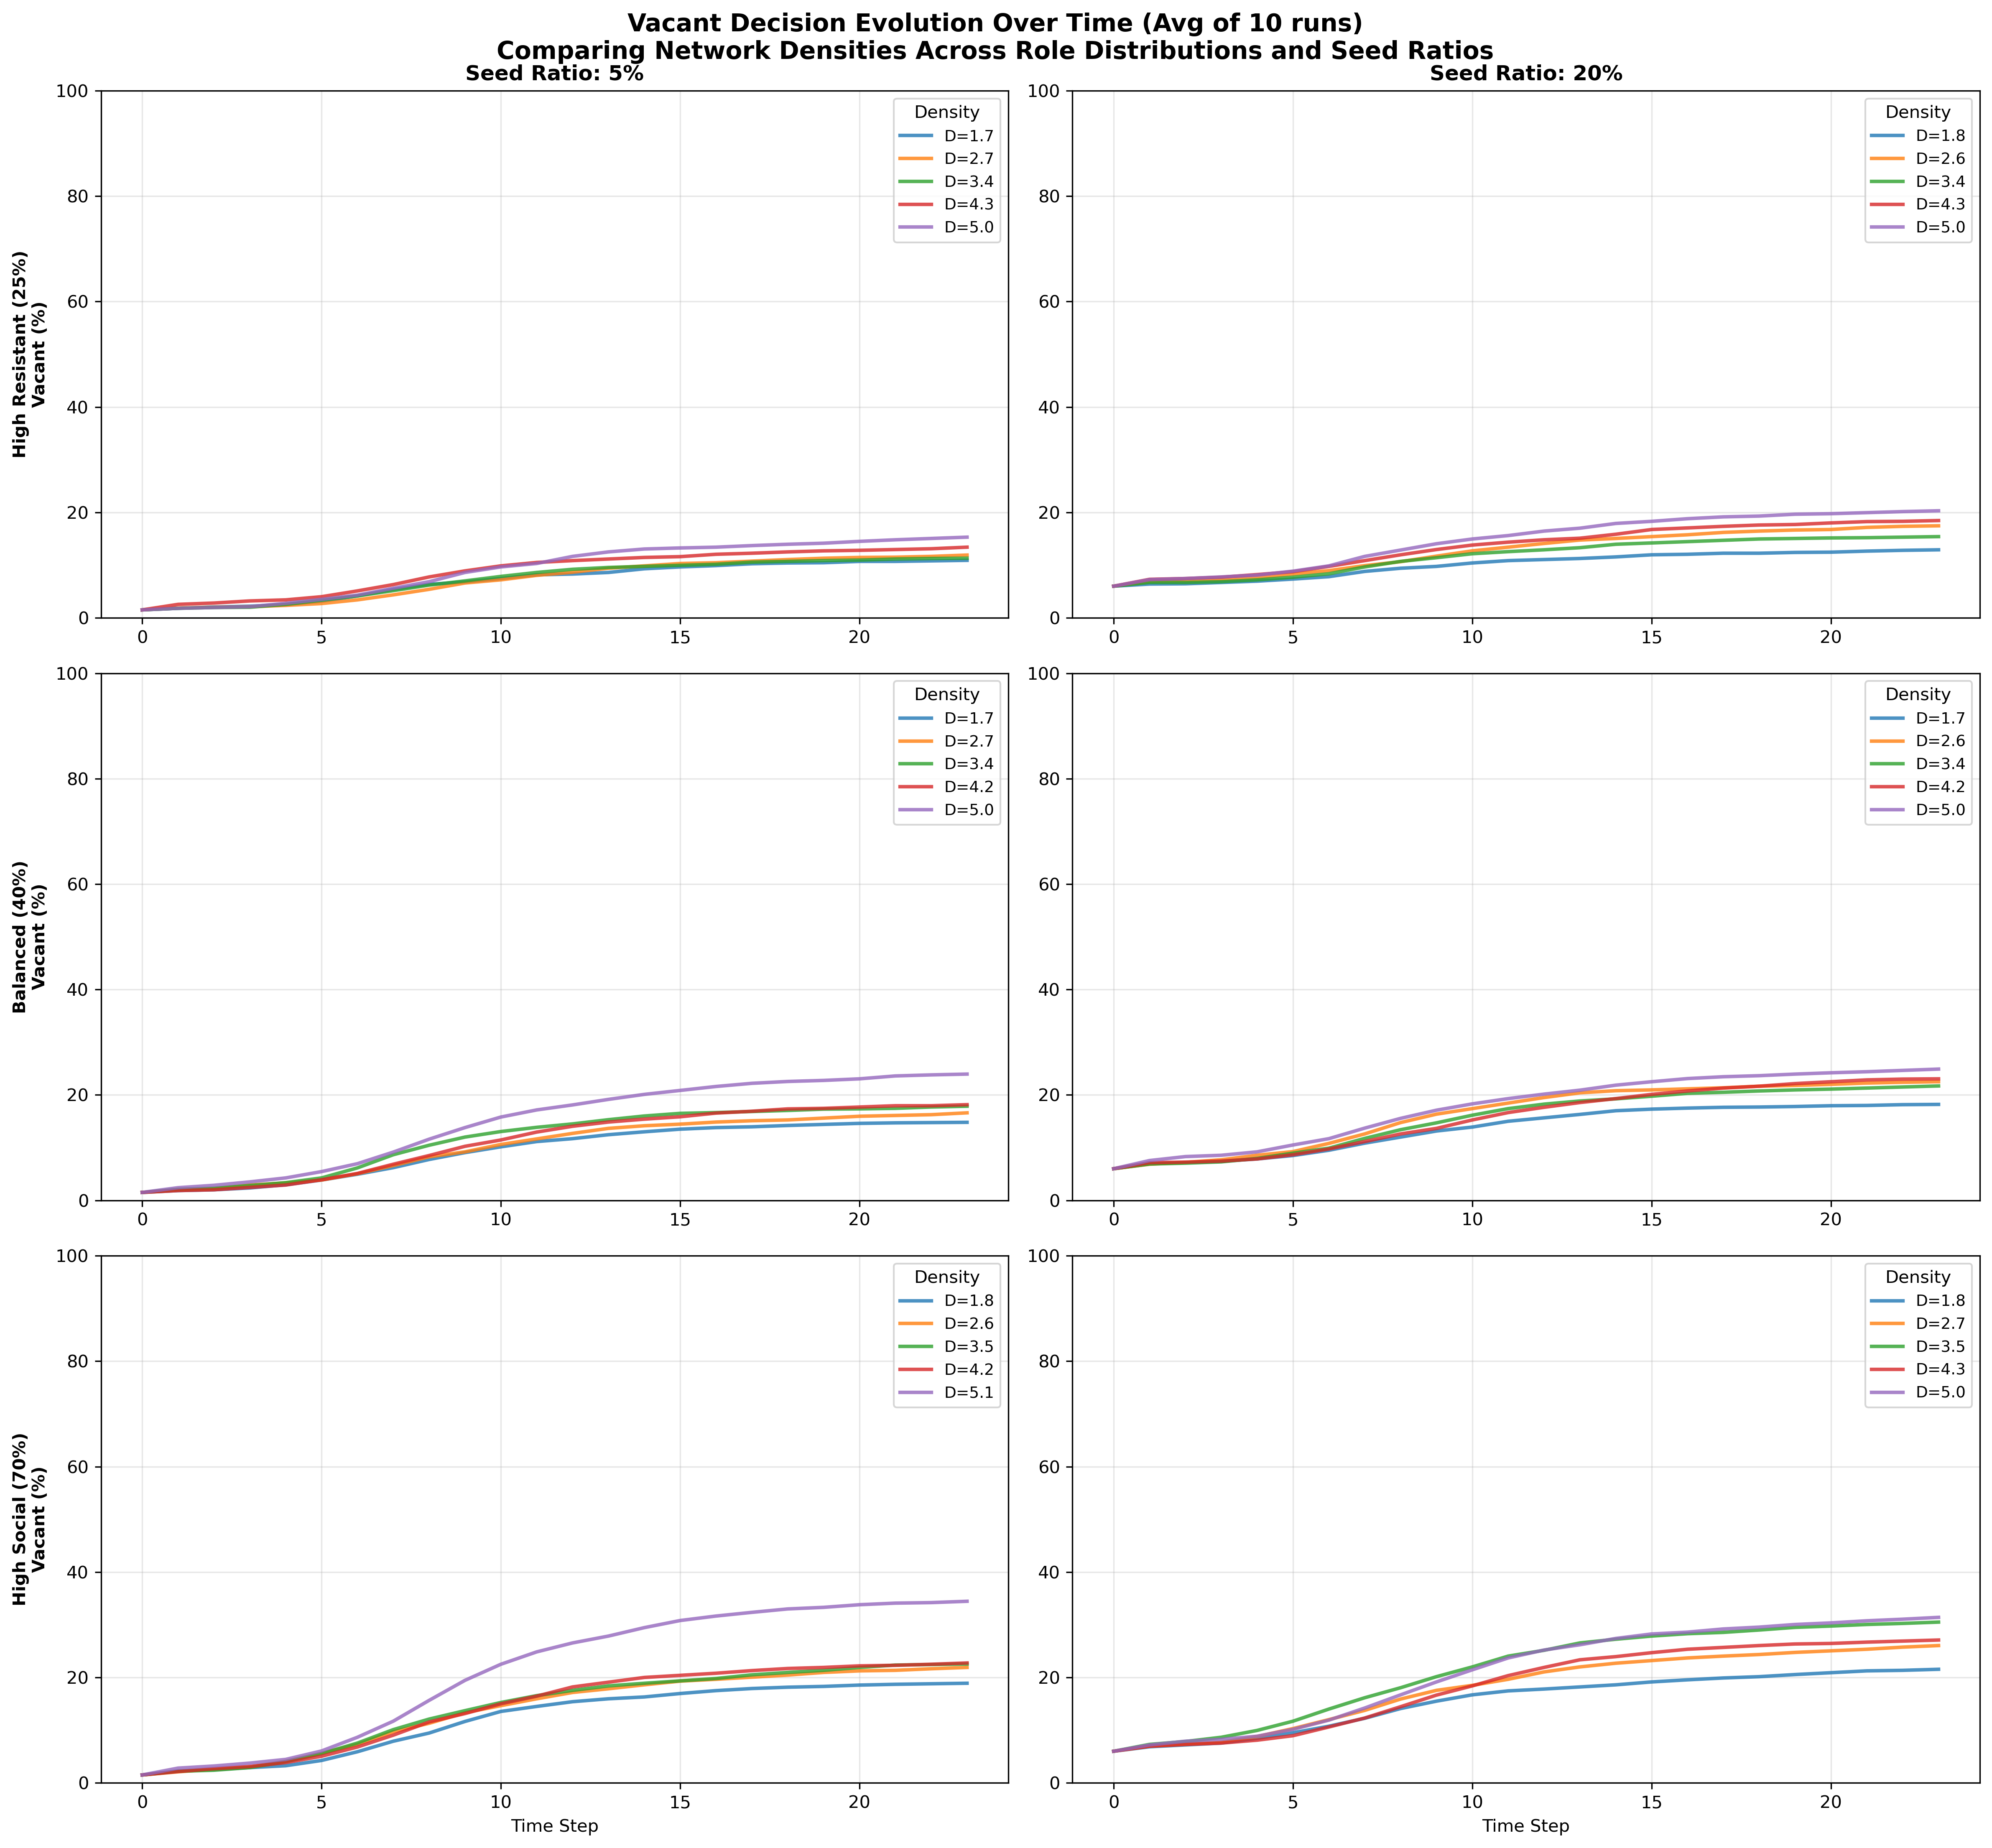 Vacant Decision Evolution Over Time (Avg of 10 runs)
Comparing Network Densities Across Role Distributions and Seed Ratios
Seed Ratio: 5%
High Resistant (25%)
Vacant (%)
100
80
60
40
20
0
0
5
10
15
20
Density
D=1.7
D=2.7
D=3.4
D=4.3
D=5.0
Seed Ratio: 20%
100
80
60
40
20
0
0
5
10
15
20
Density
D=1.8
D=2.6
D=3.4
D=4.3
D=5.0
Balanced (40%)
Vacant (%)
100
80
60
40
20
0
0
5
10
15
20
Density
D=1.7
D=2.7
D=3.4
D=4.2
D=5.0
100
80
60
40
20
0
0
5
10
15
20
Density
D=1.7
D=2.6
D=3.4
D=4.2
D=5.0
High Social (70%)
Vacant (%)
100
80
60
40
20
0
0
5
10
15
20
Time Step
Density
D=1.8
D=2.6
D=3.5
D=4.2
D=5.1
100
80
60
40
20
0
0
5
10
15
20
Time Step
Density
D=1.8
D=2.7
D=3.5
D=4.3
D=5.0